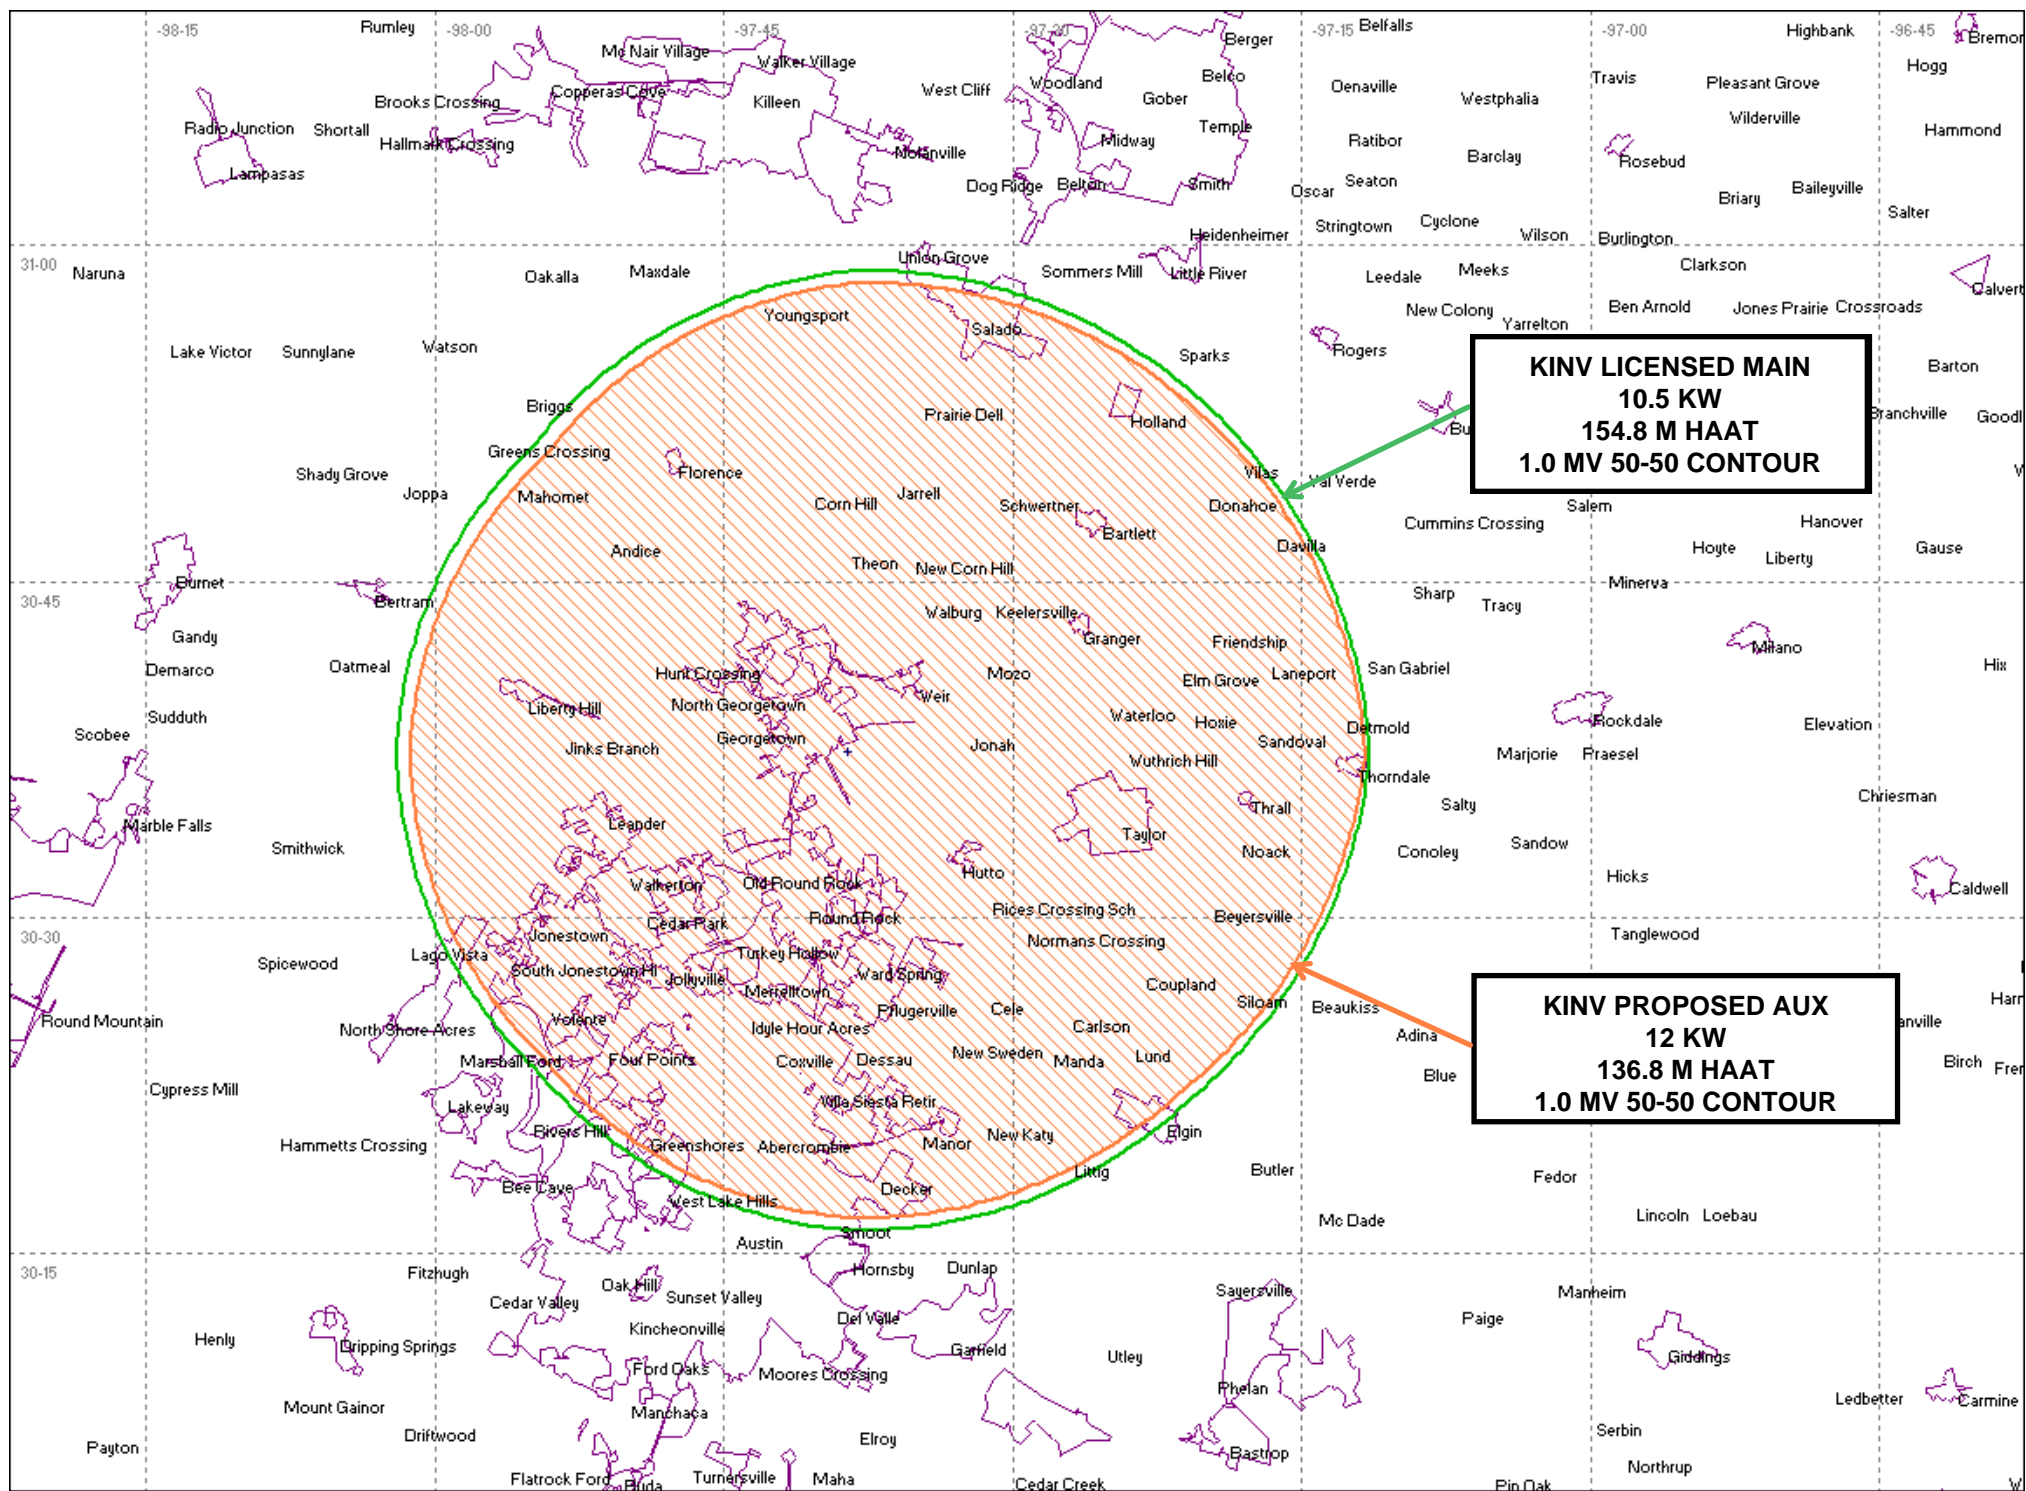 -98-15
Rumley
-98-00
-97-45
-97-30
-97-15
Belfalls
-97-00
Highbank
-96-45
Mc Nair Village
Walker Village
Berger
Hogg
Brooks Crossing
Copperas Cove
Killeen
West Cliff
Woodland
Belco
Gober
Oenaville
Westphalia
Travis
Pleasant Grove
Wilderville
Radio Junction
Shortall
Hallmark Crossing
Nolanville
Midway
Temple
Ratibor
Barclay
Rosebud
Hammond
Lampasas
Dog Ridge
Belton
Smith
Oscar
Seaton
Briary
Baileyville
Salter
Stringtown
Cyclone
Wilson
Burlington
Heidenheimer
31-00
Naruna
Oakalla
Maxdale
Union Grove
Sommers Mill
Little River
Leedale
Meeks
Clarkson
Calvert
Youngsport
Salado
New Colony
Yarrelton
Ben Arnold
Jones Prairie
Crossroads
Lake Victor
Sunnylane
Watson
Sparks
Rogers
Barton
KINV LICENSED MAIN
10.5 KW
154.8 M HAAT
1.0 MV 50-50 CONTOUR
Briggs
Prairie Dell
Holland
Branchville
Greens Crossing
Florence
Shady Grove
Joppa
Mahomet
Corn Hill
Jarrell
Schwertner
Vilas
Val Verde
Donahoe
Salem
Bartlett
Cummins Crossing
Hanover
Andice
Theon
New Corn Hill
Davilla
Hoyte
Liberty
Gause
30-45
Burnet
Bertram
Walburg
Keelersville
Sharp
Tracy
Minerva
Gandy
Granger
Friendship
Milano
Demarco
Oatmeal
Hunt Crossing
Mozo
Elm Grove
Laneport
San Gabriel
Hix
Weir
Sudduth
Liberty Hill
North Georgetown
Waterloo
Hoxie
Detmold
Rockdale
Elevation
Scobee
Jinks Branch
Georgetown
Jonah
Sandoval
Wuthrich Hill
Marjorie
Praesel
Thorndale
Marble Falls
Leander
Taylor
Thrall
Salty
Chriesman
Smithwick
Noack
Conoley
Sandow
Walkerton
Old Round Rock
Hutto
Hicks
Caldwell
Rices Crossing Sch
Beyersville
Round Rock
Cedar Park
30-30
Jonestown
Normans Crossing
Tanglewood
Spicewood
Lago Vista
South Jonestown Hl
Jollyville
Turkey Hollow
Ward Spring
Coupland
Merrelltown
Siloam
Beaukiss
KINV PROPOSED AUX
12 KW
136.8 M HAAT
1.0 MV 50-50 CONTOUR
Round Mountain
North Shore Acres
Volente
Idyle Hour Acres
Pflugerville
Cele
Carlson
Adina
Marshall Ford
Four Points
Coxville
Dessau
New Sweden
Manda
Lund
Blue
Birch
Cypress Mill
Lakeway
Villa Siesta Retir
Hammetts Crossing
Rivers Hill
Greenshores
Abercrombie
Manor
New Katy
Elgin
Littig
Butler
Fedor
Bee Cave
West Lake Hills
Decker
Mc Dade
Lincoln
Loebau
Smoot
Austin
30-15
Fitzhugh
Hornsby
Dunlap
Oak Hill
Cedar Valley
Sunset Valley
Sayersville
Manheim
Henly
Dripping Springs
Kincheonville
Del Valle
Garfield
Utley
Paige
Giddings
Ford Oaks
Moores Crossing
Phelan
Mount Gainor
Manchaca
Ledbetter
Carmine
Payton
Driftwood
Elroy
Bastrop
Serbin
Northrup
Flatrock Ford
Buda
Turnersville
Maha
Cedar Creek
Pin Oak